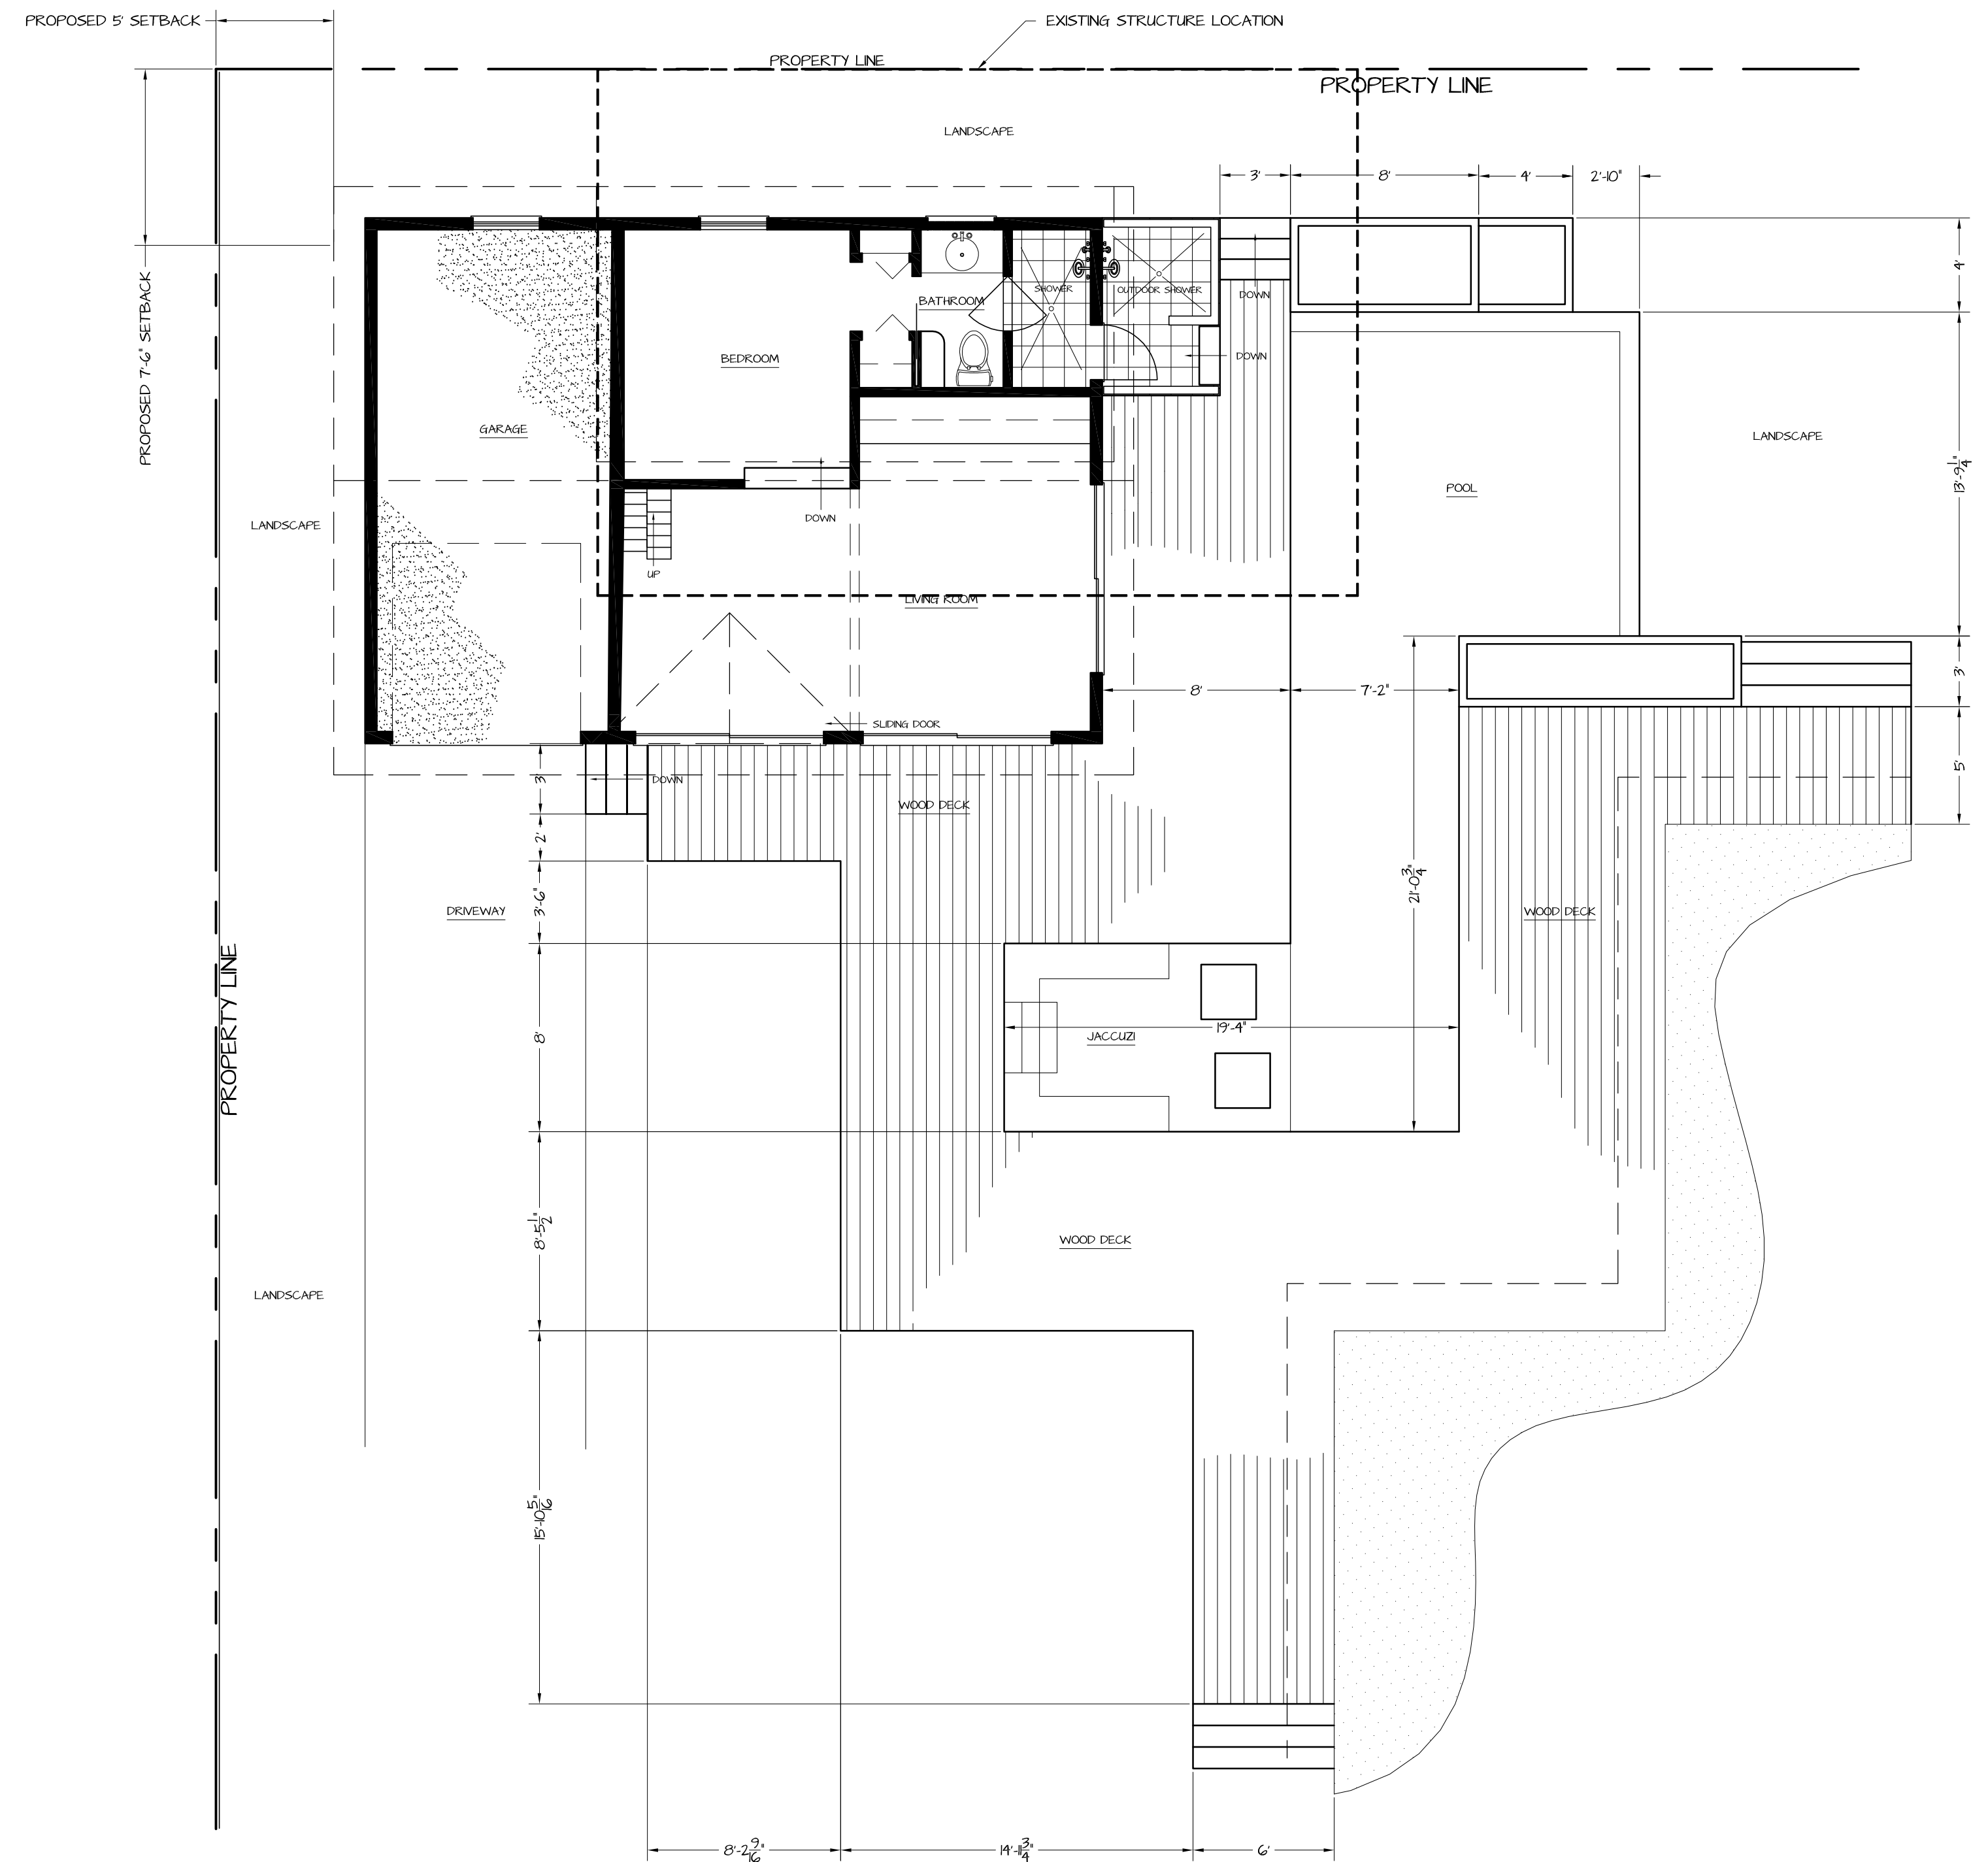 PROPOSED 5' SETBACK
EXISTING STRUCTURE LOCATION
PROPERTY LINE
PROPERTY LINE
LANDSCAPE
3'
8'
4'
2'-10"
PROPOSED 7'-6" SETBACK
4'
SHOWER
OUTDOOR SHOWER
DOWN
BATHROOM
BEDROOM
DOWN
GARAGE
LANDSCAPE
13'-9 1/4"
POOL
LANDSCAPE
DOWN
UP
LIVING ROOM
3'
8'
7'-2"
SLIDING DOOR
5'
3'
DOWN
WOOD DECK
2'
21'-0 3/4"
3'-6"
DRIVEWAY
WOOD DECK
PROPERTY LINE
19'-4"
8'
JACCUZI
8'-5 1/2"
WOOD DECK
LANDSCAPE
15'-10 5/16"
8'-2 9/16"
14'-11 3/4"
6'